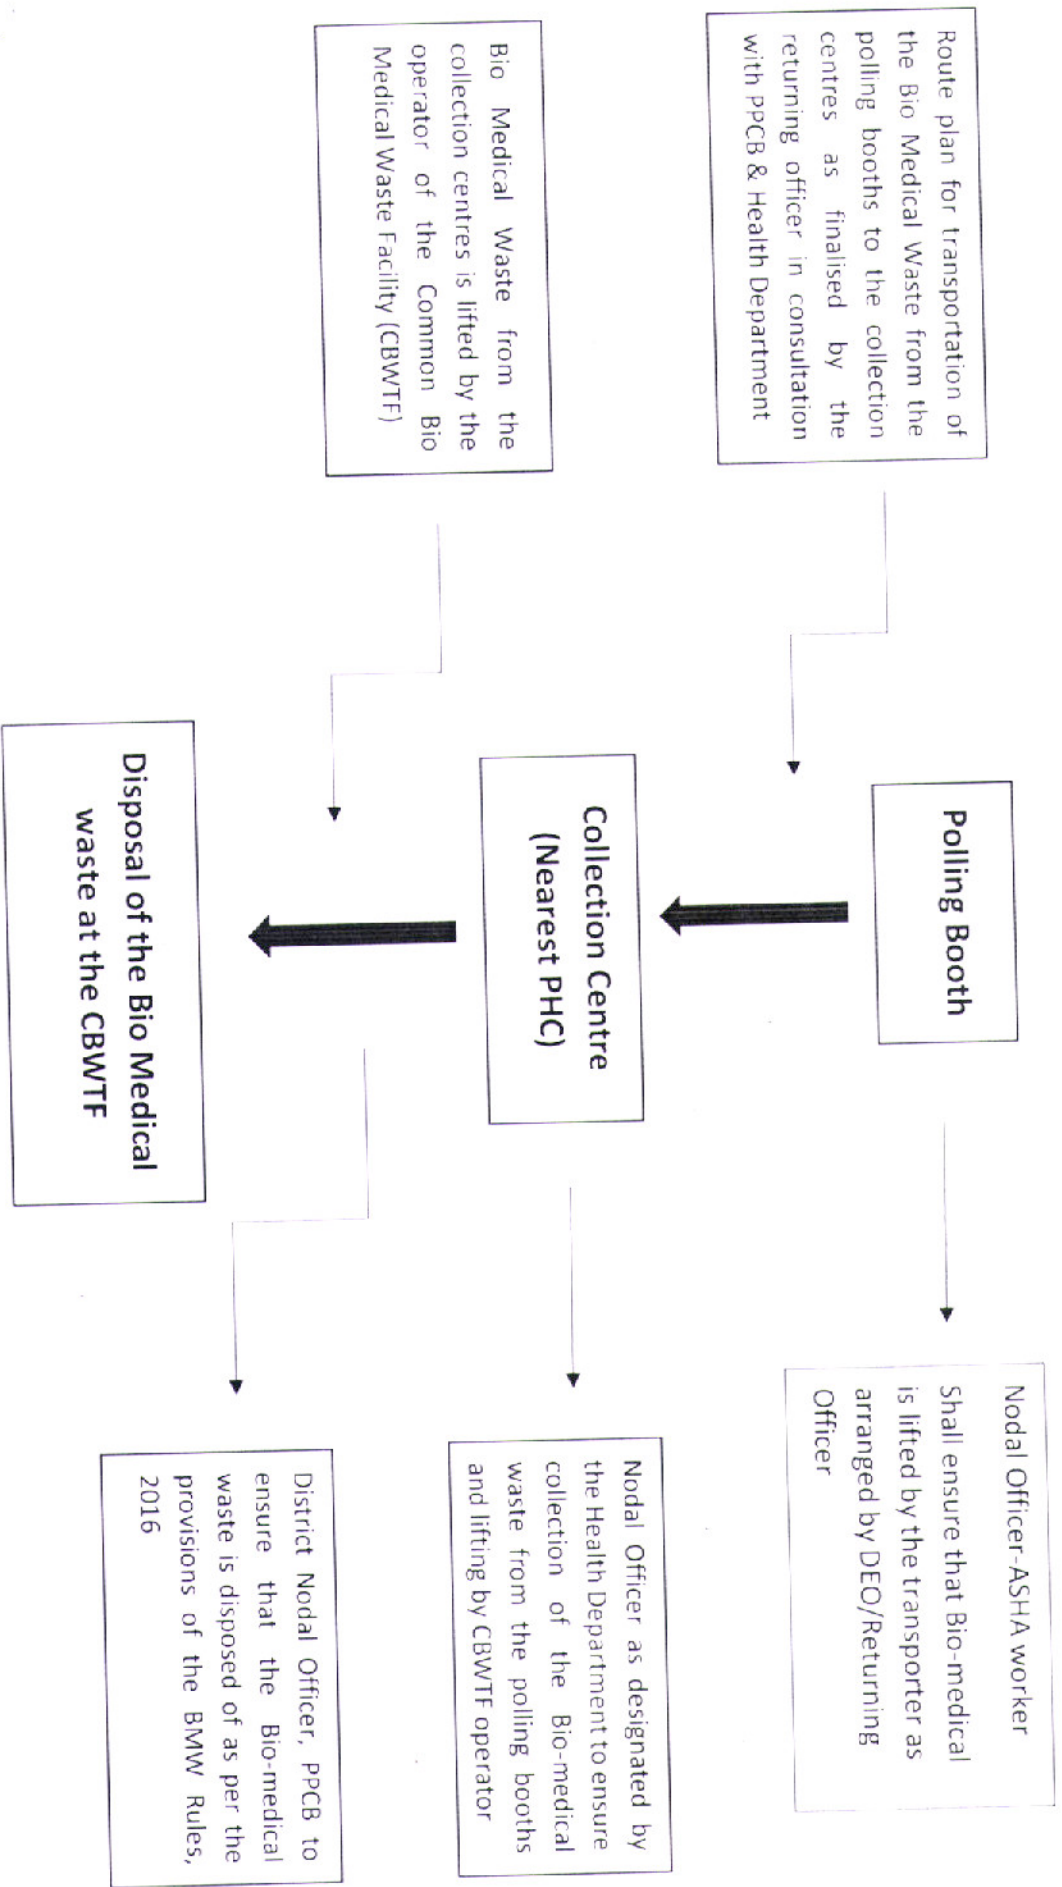 Route plan for transportation of
the Bio Medical Waste from the
polling booths to the collection
centres as finalised by the
returning officer in consultation
with PPCB & Health Department
Bio Medical Waste from the
collection centres is lifted by the
operator of the Common Bio
Medical Waste Facility (CBWTF)
Polling Booth
Collection Centre
(Nearest PHC)
Disposal of the Bio Medical
waste at the CBWTF
Nodal Officer-ASHA worker
Shall ensure that Bio-medical
is lifted by the transporter as
arranged by DEO/Returning
Officer
Nodal Officer as designated by
the Health Department to ensure
collection of the Bio-medical
waste from the polling booths
and lifting by CBWTF operator
District Nodal Officer, PPCB to
ensure that the Bio-medical
waste is disposed of as per the
provisions of the BMW Rules,
2016